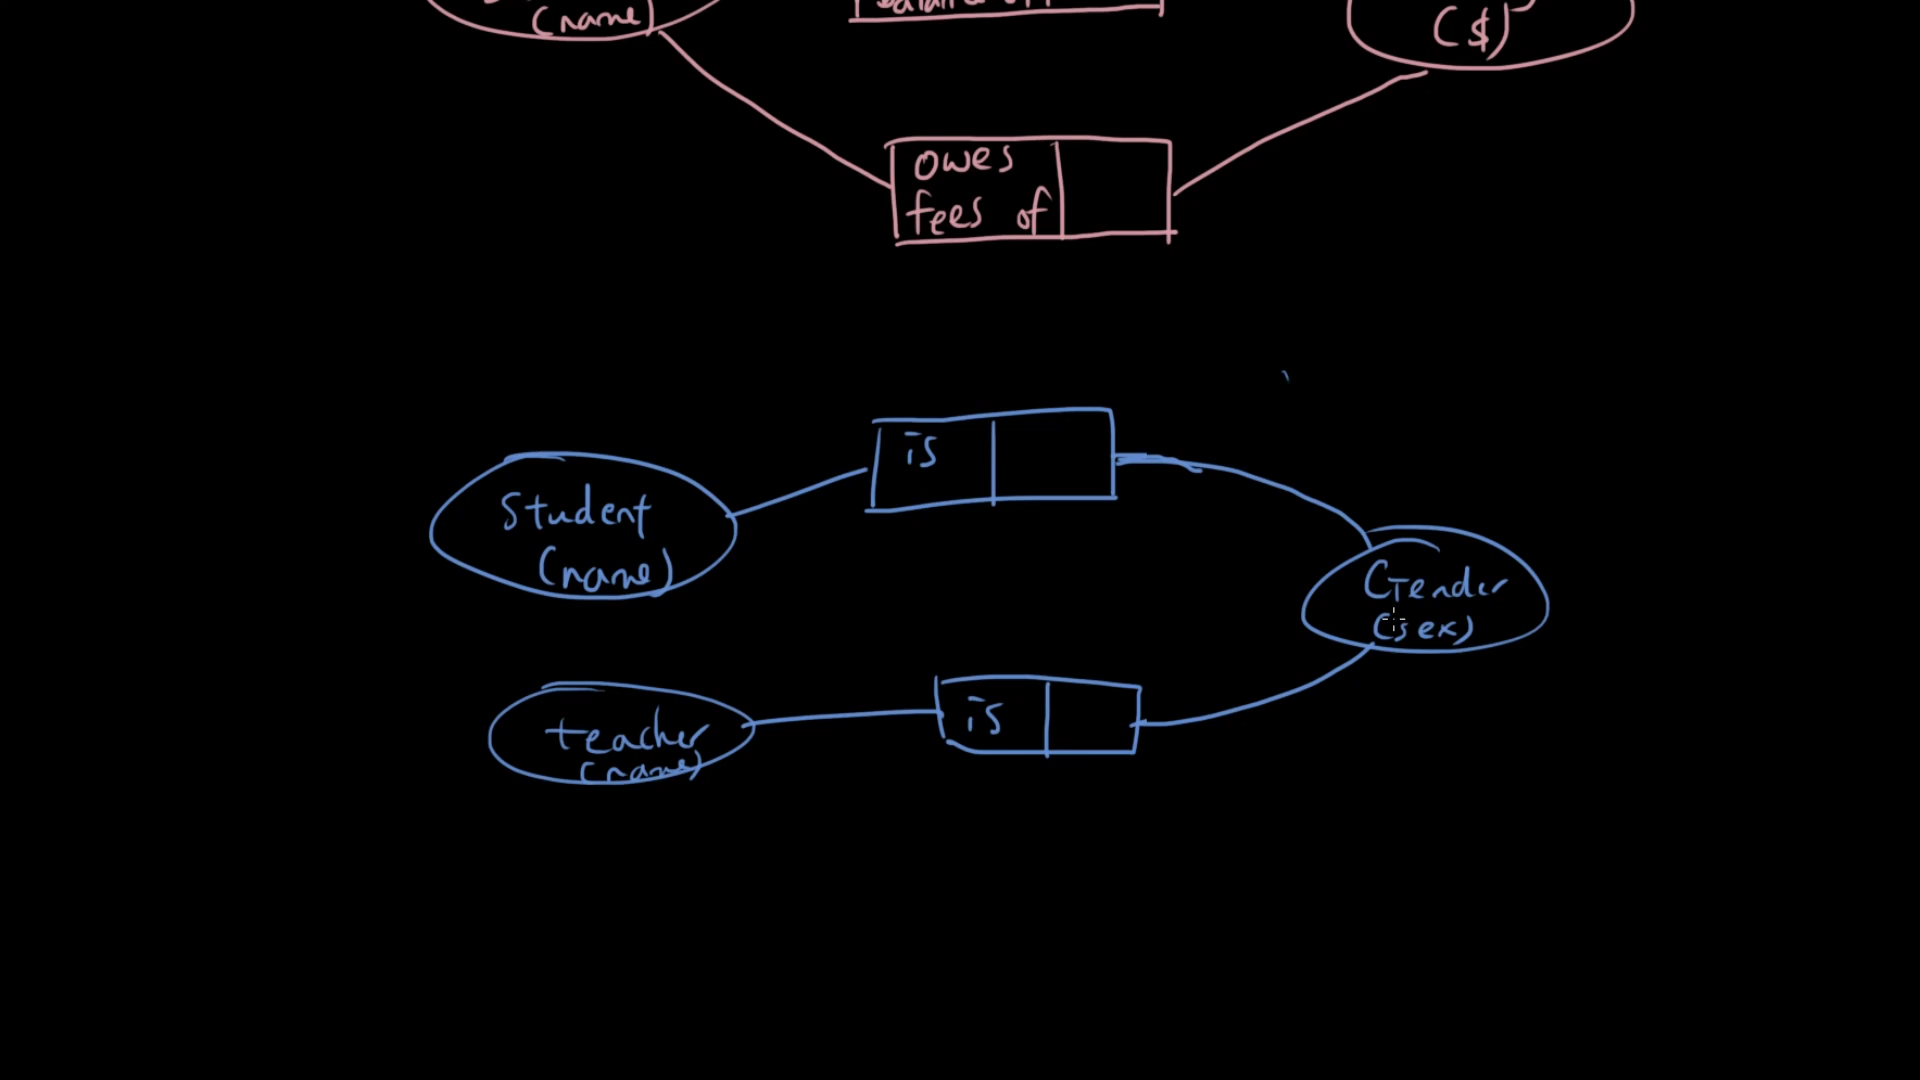 (name)
($)
owes
fees of
is
Student
(name)
Gender
(sex)
is
teacher
(name)